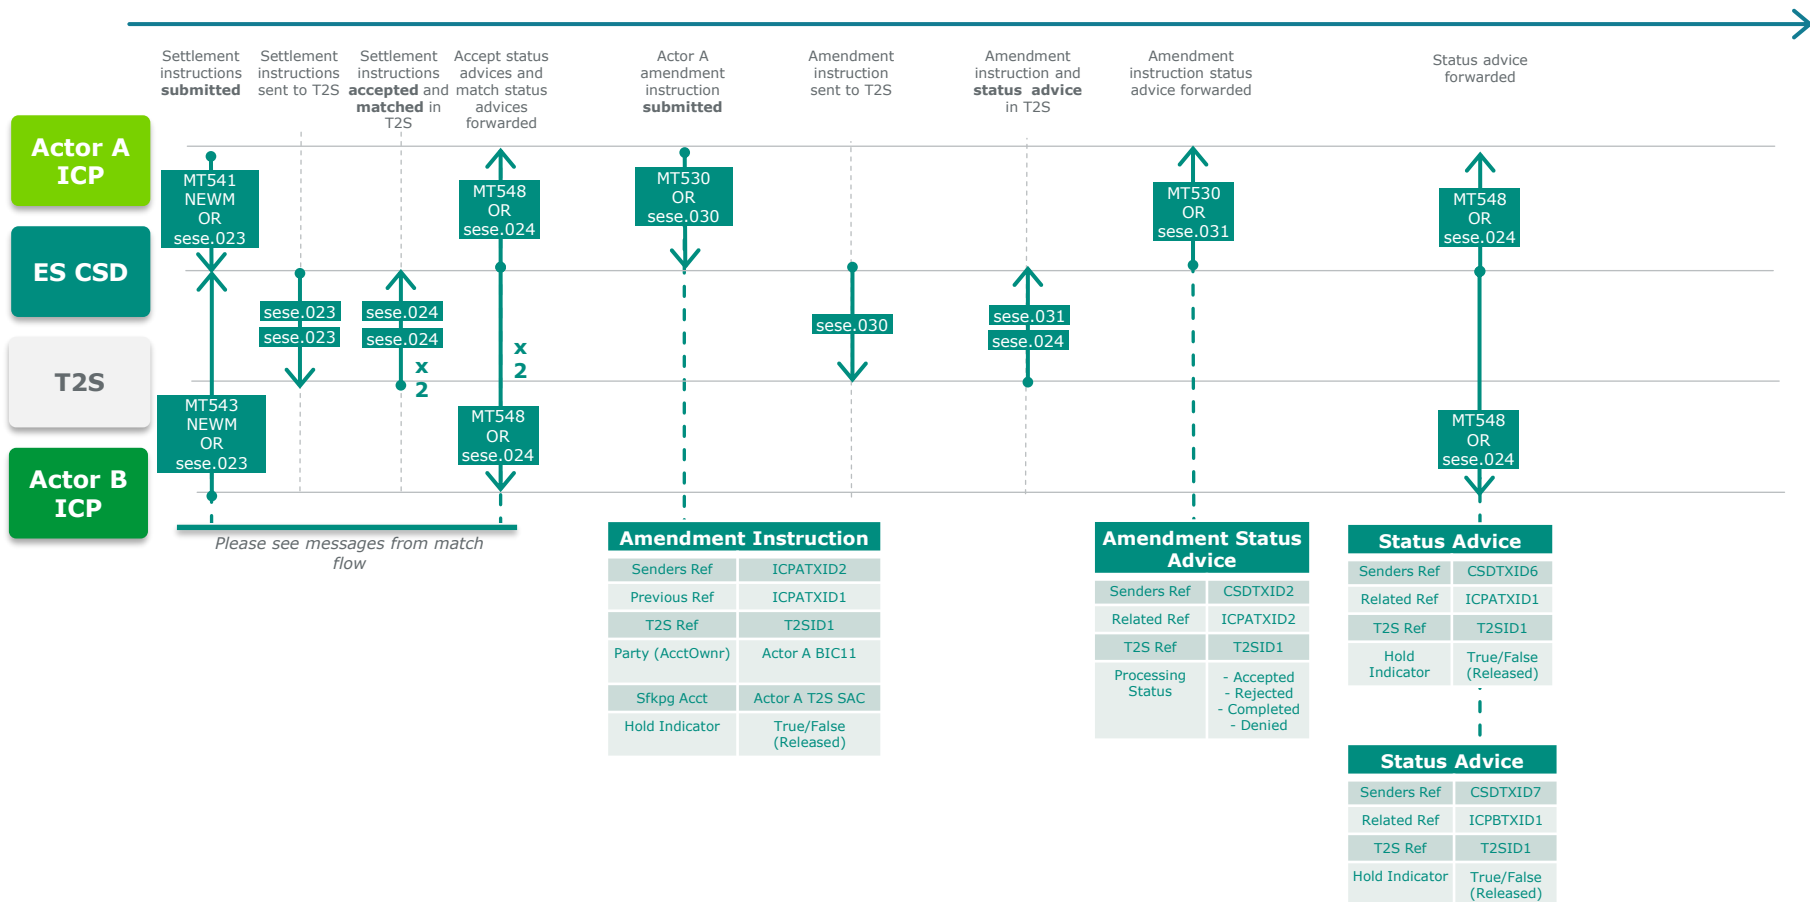 Settlement
instructions
submitted
Settlement
instructions
sent to T2S
Settlement
instructions
accepted and
matched in
T2S
Accept status
advices and
match status
advices
forwarded
Actor A
amendment
instruction
submitted
Amendment
instruction
sent to T2S
Amendment
instruction and
status advice
in T2S
Amendment
instruction status
advice forwarded
Status advice
forwarded
Actor A
ICP
ES CSD
T2S
Actor B
ICP
MT541
NEWM
OR
sese.023
MT543
NEWM
OR
sese.023
sese.023
sese.023
sese.024
sese.024
x
2
MT548
OR
sese.024
x
2
MT548
OR
sese.024
MT530
OR
sese.030
sese.030
sese.031
sese.024
MT530
OR
sese.031
MT548
OR
sese.024
MT548
OR
sese.024
Please see messages from match
flow
Amendment Instruction
Senders Ref ICPATXID2
Previous Ref ICPATXID1
T2S Ref T2SID1
Party (AcctOwnr) Actor A BIC11
Sfkpg Acct Actor A T2S SAC
Hold Indicator True/False
(Released)
Amendment Status
Advice
Senders Ref CSDTXID2
Related Ref ICPATXID2
T2S Ref T2SID1
Processing
Status
- Accepted
- Rejected
- Completed
- Denied
Status Advice
Senders Ref CSDTXID6
Related Ref ICPATXID1
T2S Ref T2SID1
Hold
Indicator
True/False
(Released)
Status Advice
Senders Ref CSDTXID7
Related Ref ICPBTXID1
T2S Ref T2SID1
Hold Indicator True/False
(Released)